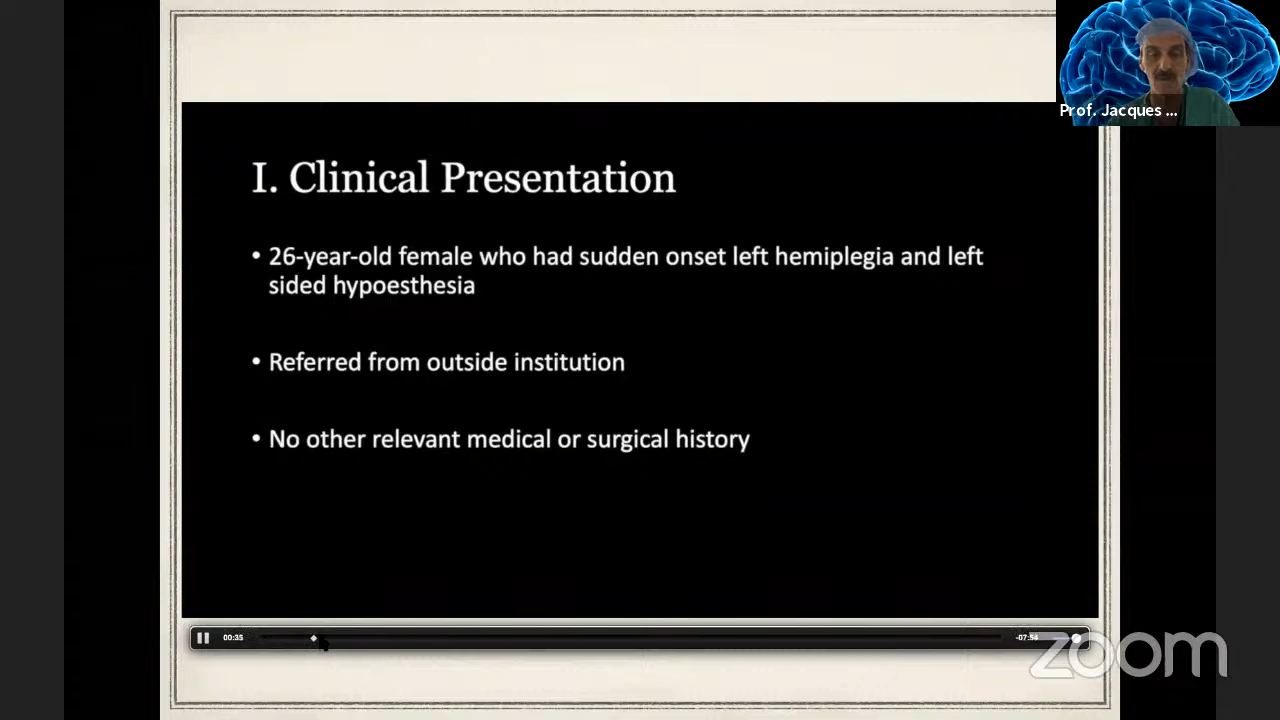 Prof. Jacques ...
I. Clinical Presentation
• 26-year-old female who had sudden onset left hemiplegia and left
sided hypoesthesia
• Referred from outside institution
• No other relevant medical or surgical history
00:35
-07:54
zoom